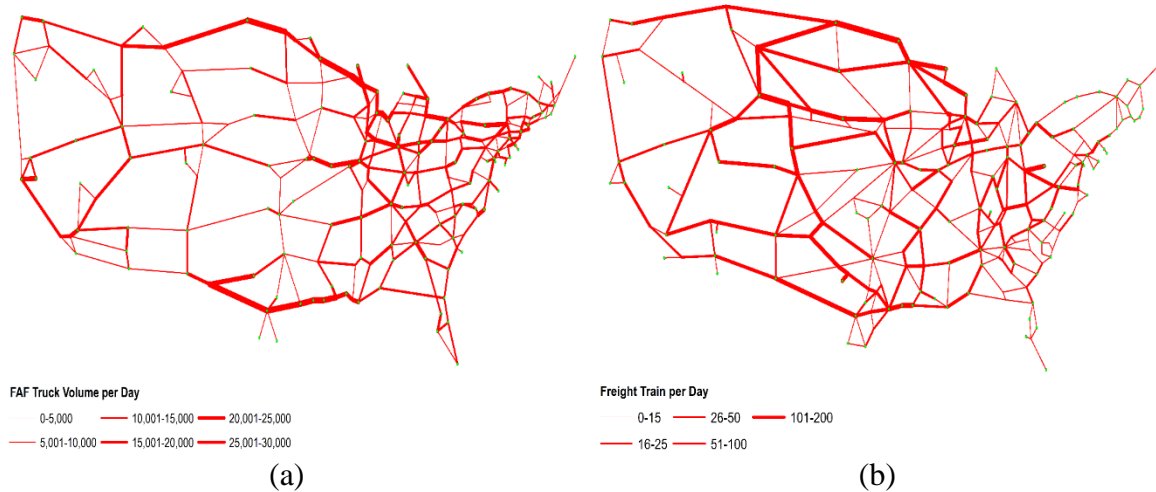 FAF Truck Volume per Day
0-5,000 10,001-15,000 20,001-25,000
5,001-10,000 15,001-20,000 25,001-30,000
(a)
Freight Train per Day
0-15 26-50 101-200
16-25 51-100
(b)